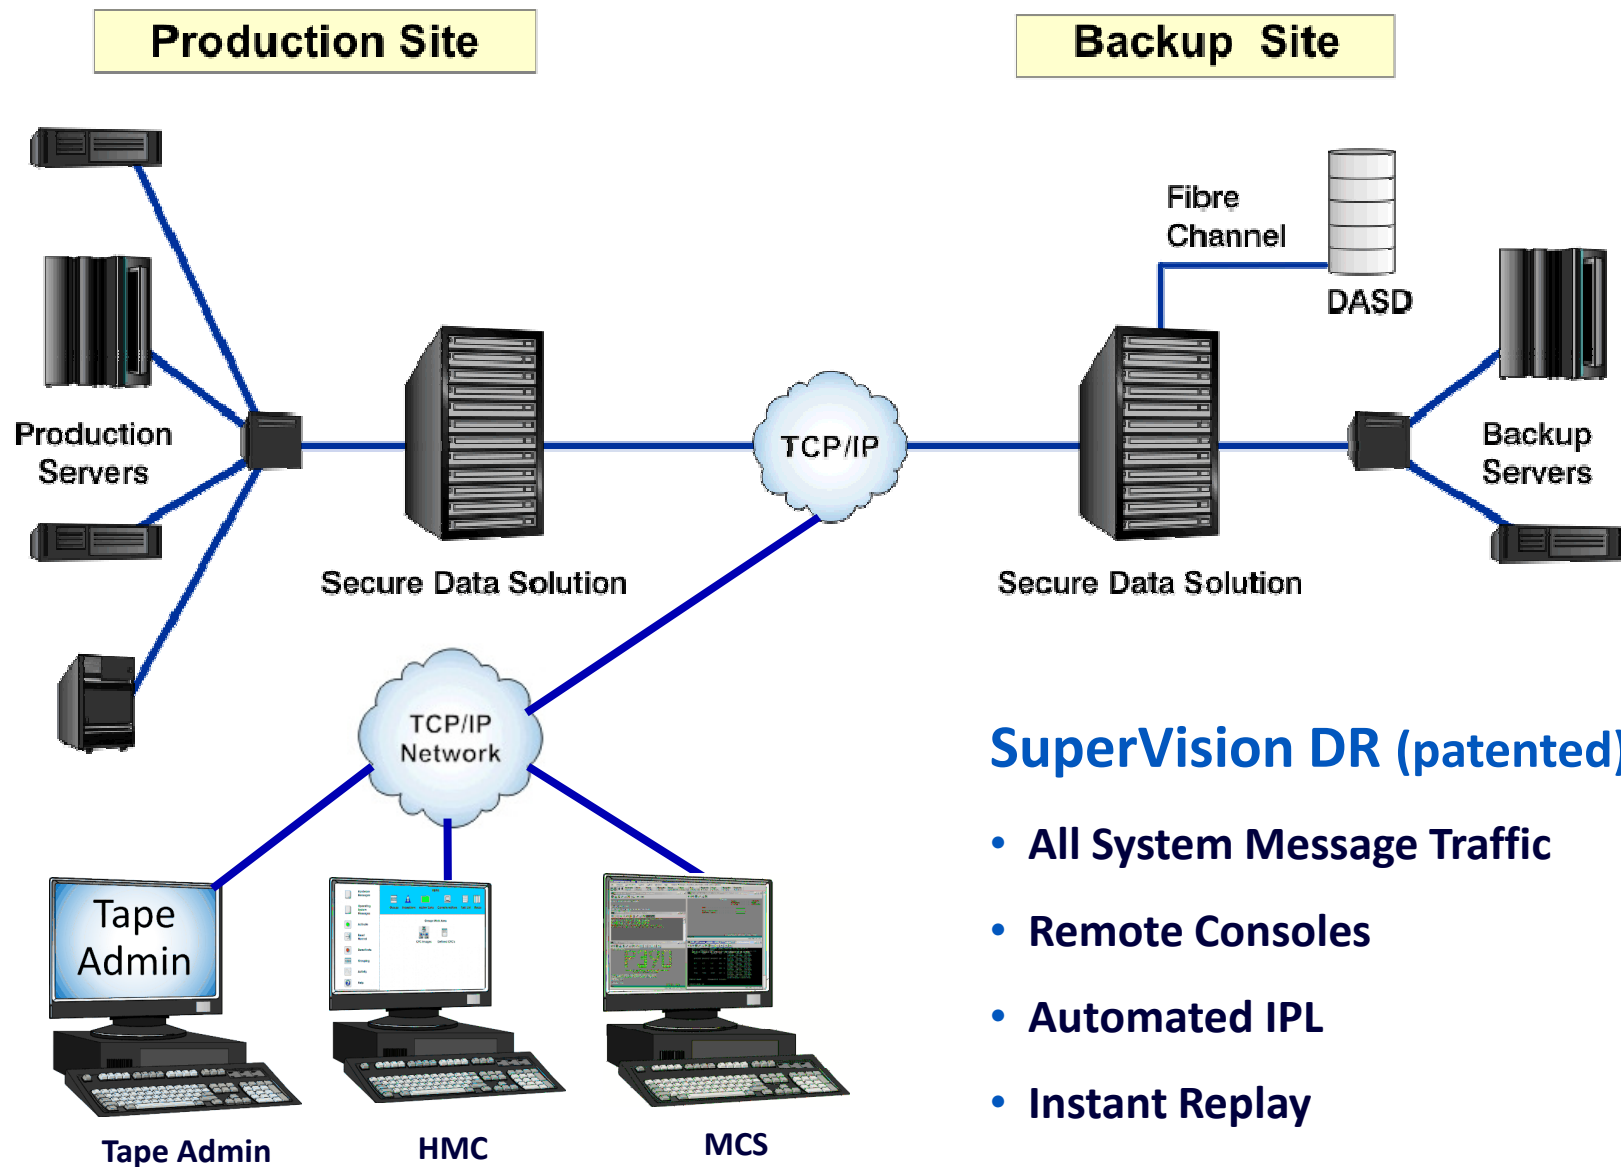 Production Site
Backup Site
Fibre
Channel
DASD
Production
Servers
TCP/IP
Backup
Servers
Secure Data Solution
Secure Data Solution
TCP/IP
Network
SuperVision DR (patented)
• All System Message Traffic
• Remote Consoles
• Automated IPL
• Instant Replay
Tape
Admin
Tape Admin
HMC
MCS